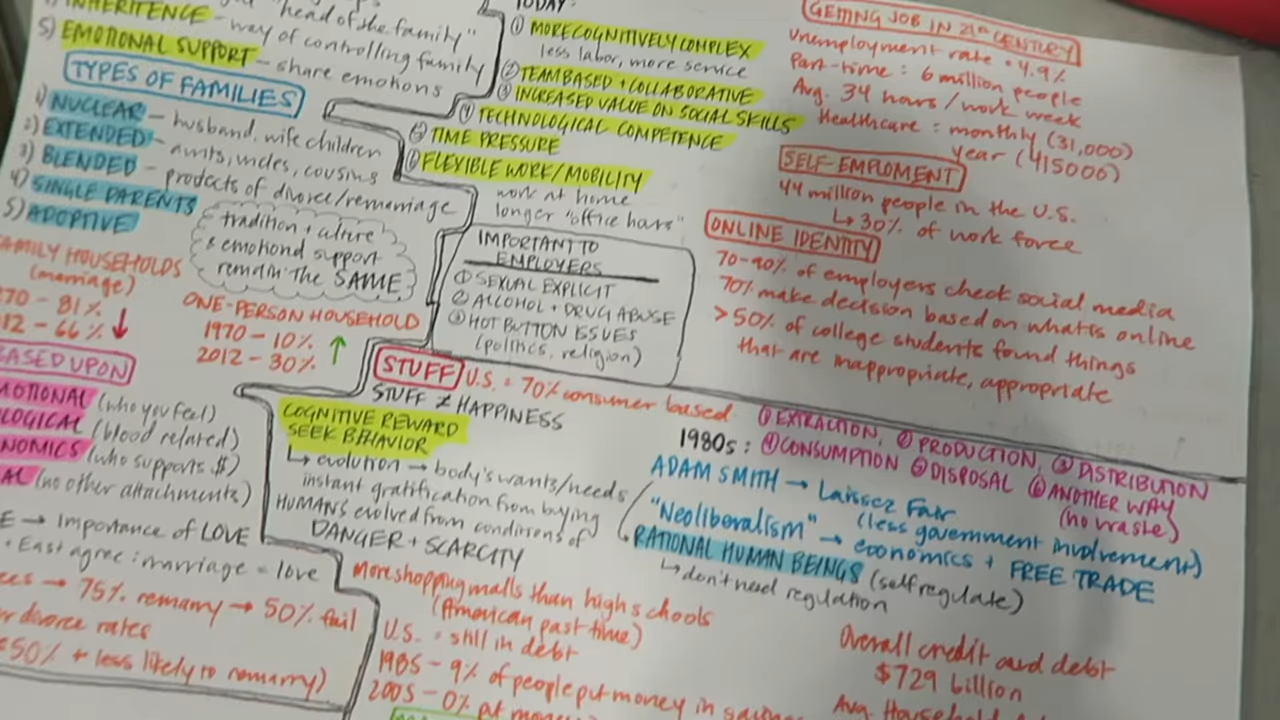 INHERITENCE
"head of the family"
way of controlling family
5) EMOTIONAL SUPPORT - share emotions
TYPES OF FAMILIES
1) NUCLEAR - husband, wife children
2) EXTENDED - aunts, uncles, cousins
3) BLENDED - products of divorce/remarriage
4) SINGLE PARENTS
5) ADOPTIVE
tradition + culture
& emotional support
remain the SAME
FAMILY HOUSEHOLDS
(marriage)
70 - 81%
12 - 66% ↓
ONE-PERSON HOUSEHOLD
1970 - 10%
2012 - 30% ↑
BASED UPON
(who you feel)
(blood related)
(who supports $)
(no other attachments)
→ Importance of LOVE
East agree: marriage = love
→ 75% remarry → 50% fail
divorce rates
50% + less likely to remarry)
TODAY:
① MORE COGNITIVELY COMPLEX
less labor, more service
② TEAM BASED + COLLABORATIVE
③ INCREASED VALUE ON SOCIAL SKILLS
④ TECHNOLOGICAL COMPETENCE
⑤ TIME PRESSURE
⑥ FLEXIBLE WORK/MOBILITY
work at home
longer "office hours"
IMPORTANT TO
EMPLOYERS
① SEXUAL EXPLICIT
② ALCOHOL + DRUG ABUSE
③ HOT BUTTON ISSUES
(politics, religion)
GETTING JOB IN 21st CENTURY
Unemployment rate = 4.9%
Part-time: 6 million people
Avg. 34 hours/work week
Healthcare: monthly (31,000)
year (415000)
SELF-EMPLOMENT
44 million people in the U.S.
↳ 30% of work force
ONLINE IDENTITY
70-90% of employers check social media
70% make decision based on what's online
> 50% of college students found things
that are inappropriate, appropriate
STUFF U.S. = 70% consumer based
STUFF ≠ HAPPINESS
COGNITIVE REWARD
SEEK BEHAVIOR
↳ evolution → body's wants/needs
instant gratification from buying
HUMANS evolved from conditions of
DANGER + SCARCITY
① EXTRACTION, ② PRODUCTION, ③ DISTRIBUTION
④ CONSUMPTION ⑤ DISPOSAL ⑥ ANOTHER WAY
(no waste)
1980s:
ADAM SMITH → Laissez Fair
(less government involvement)
"Neoliberalism" → economics + FREE TRADE
RATIONAL HUMAN BEINGS (self regulate)
↳ don't need regulation
More shopping malls than high schools
(American past time)
U.S. = still in debt
1985 - 9% of people put money in savings
2005 - 0%
Overall credit card debt
$729 billion
Avg. Household